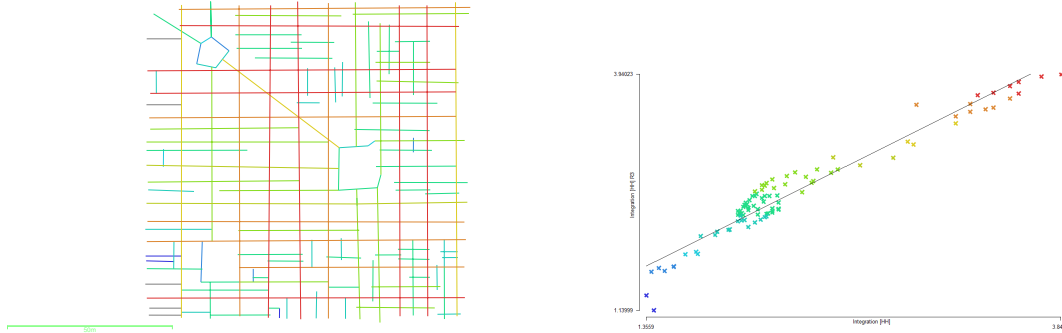 3.94023
Integration [HH] R3
1.13999
1.3559
Integration [HH]
3.84